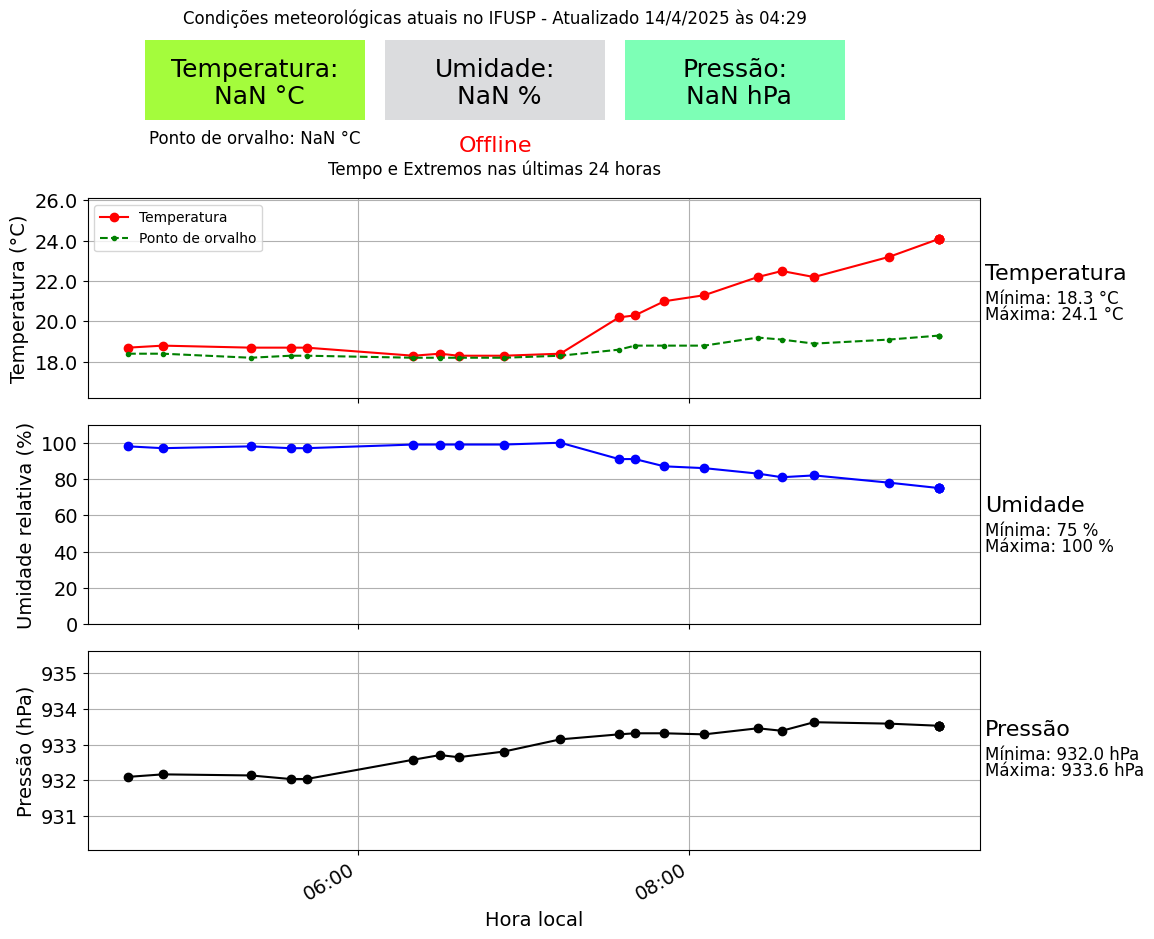 Condições meteorológicas atuais no IFUSP - Atualizado 14/4/2025 às 04:29
Temperatura:
NaN °C
Umidade:
NaN %
Pressão:
NaN hPa
Ponto de orvalho: NaN °C
Offline
Tempo e Extremos nas últimas 24 horas
Temperatura (°C)
26.0
24.0
22.0
20.0
18.0
Temperatura
Ponto de orvalho
Temperatura
Mínima: 18.3 °C
Máxima: 24.1 °C
Umidade relativa (%)
100
80
60
40
20
0
Umidade
Mínima: 75 %
Máxima: 100 %
Pressão (hPa)
935
934
933
932
931
Pressão
Mínima: 932.0 hPa
Máxima: 933.6 hPa
06:00
08:00
Hora local